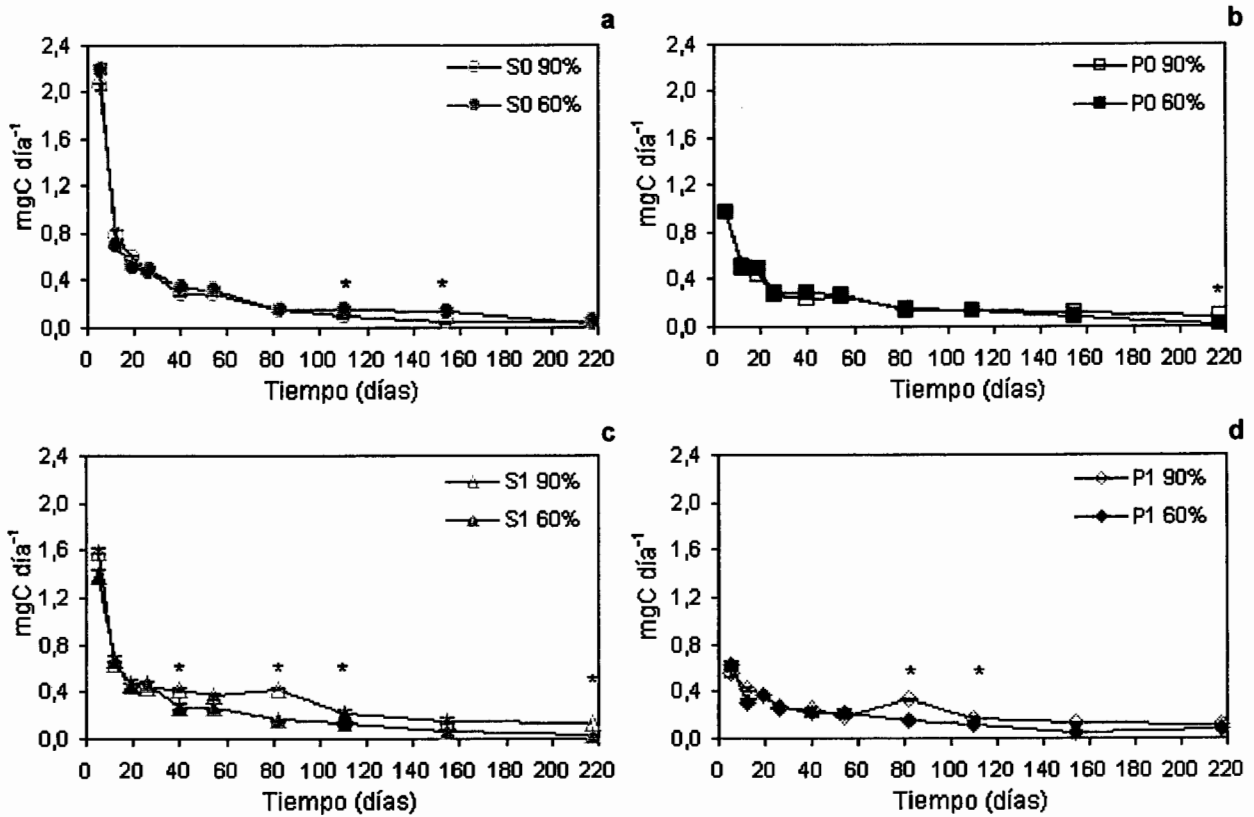 a
2,4
2,0
1,6
1,2
0,8
0,4
0,0
mgC día⁻¹
S0 90%
S0 60%
*
*
0 20 40 60 80 100 120 140 160 180 200 220
Tiempo (días)
b
2,4
2,0
1,6
1,2
0,8
0,4
0,0
mgC día⁻¹
P0 90%
P0 60%
*
0 20 40 60 80 100 120 140 160 180 200 220
Tiempo (días)
c
2,4
2,0
1,6
1,2
0,8
0,4
0,0
mgC día⁻¹
S1 90%
S1 60%
* * * *
0 20 40 60 80 100 120 140 160 180 200 220
Tiempo (días)
d
2,4
2,0
1,6
1,2
0,8
0,4
0,0
mgC día⁻¹
P1 90%
P1 60%
* *
0 20 40 60 80 100 120 140 160 180 200 220
Tiempo (días)